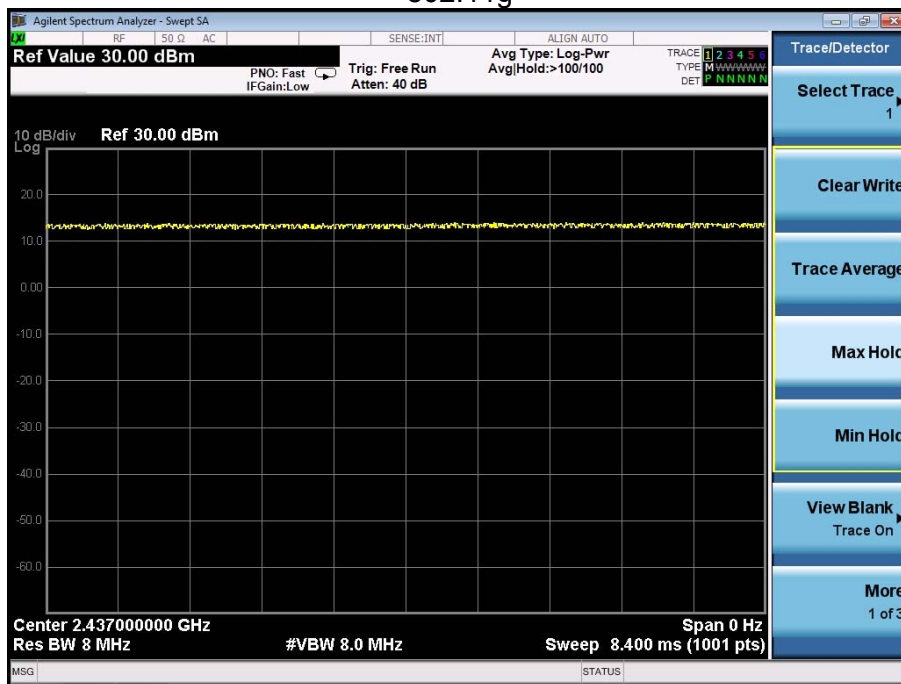 Agilent Spectrum Analyzer - Swept SA
RF 50 Ω AC SENSE:INT ALIGN AUTO
Ref Value 30.00 dBm
PNO: Fast
IFGain:Low
Trig: Free Run
Atten: 40 dB
Avg Type: Log-Pwr
Avg|Hold:>100/100
TRACE 1 2 3 4 5 6
TYPE M WWWWW
DET P N N N N N
10 dB/div Ref 30.00 dBm
Log
20.0
10.0
0.00
-10.0
-20.0
-30.0
-40.0
-50.0
-60.0
Center 2.437000000 GHz
Span 0 Hz
Res BW 8 MHz
#VBW 8.0 MHz
Sweep 8.400 ms (1001 pts)
MSG
STATUS
Trace/Detector
Select Trace
1
Clear Write
Trace Average
Max Hold
Min Hold
View Blank
Trace On
More
1 of 3